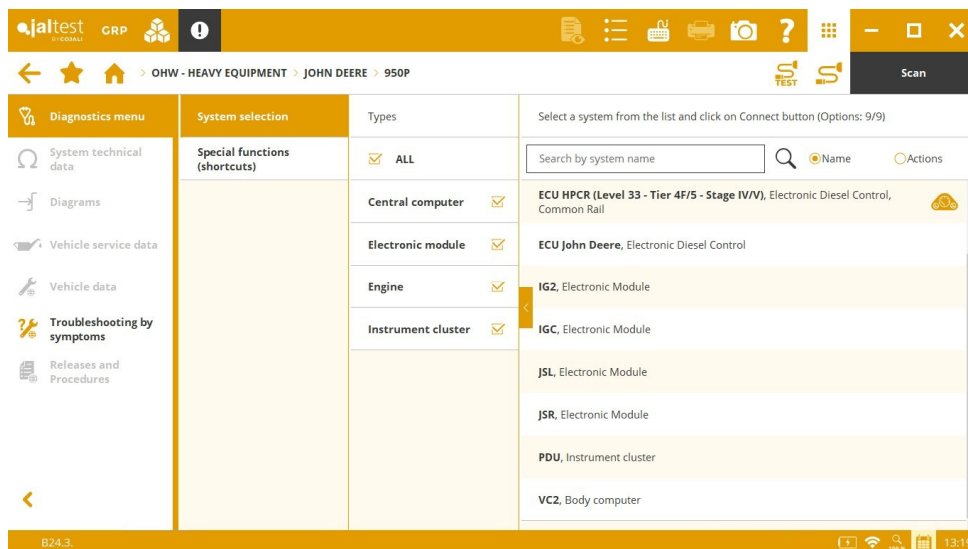 jaltest GRP
BY COJALI
> OHW - HEAVY EQUIPMENT > JOHN DEERE > 950P
TEST
Scan
Diagnostics menu
System technical
data
Diagrams
Vehicle service data
Vehicle data
Troubleshooting by
symptoms
Releases and
Procedures
System selection
Special functions
(shortcuts)
Types
ALL
Central computer
Electronic module
Engine
Instrument cluster
Select a system from the list and click on Connect button (Options: 9/9)
Search by system name
Name
Actions
ECU HPCR (Level 33 - Tier 4F/5 - Stage IV/V), Electronic Diesel Control,
Common Rail
ECU John Deere, Electronic Diesel Control
IG2, Electronic Module
IGC, Electronic Module
JSL, Electronic Module
JSR, Electronic Module
PDU, Instrument cluster
VC2, Body computer
B24.3.